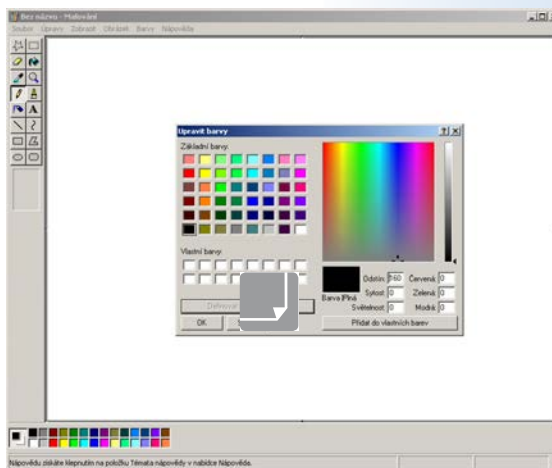 Bez názvu - Malování
Soubor Úpravy Zobrazit Obrázek Barvy Nápověda
A
Upravit barvy
Základní barvy:
Vlastní barvy:
Barva|Plná
Odstín: 160 Červená: 0
Sytost: 0 Zelená: 0
Světelnost: 0 Modrá: 0
OK
Přidat do vlastních barev
Nápovědu získáte klepnutím na položku Témata nápovědy v nabídce Nápověda.